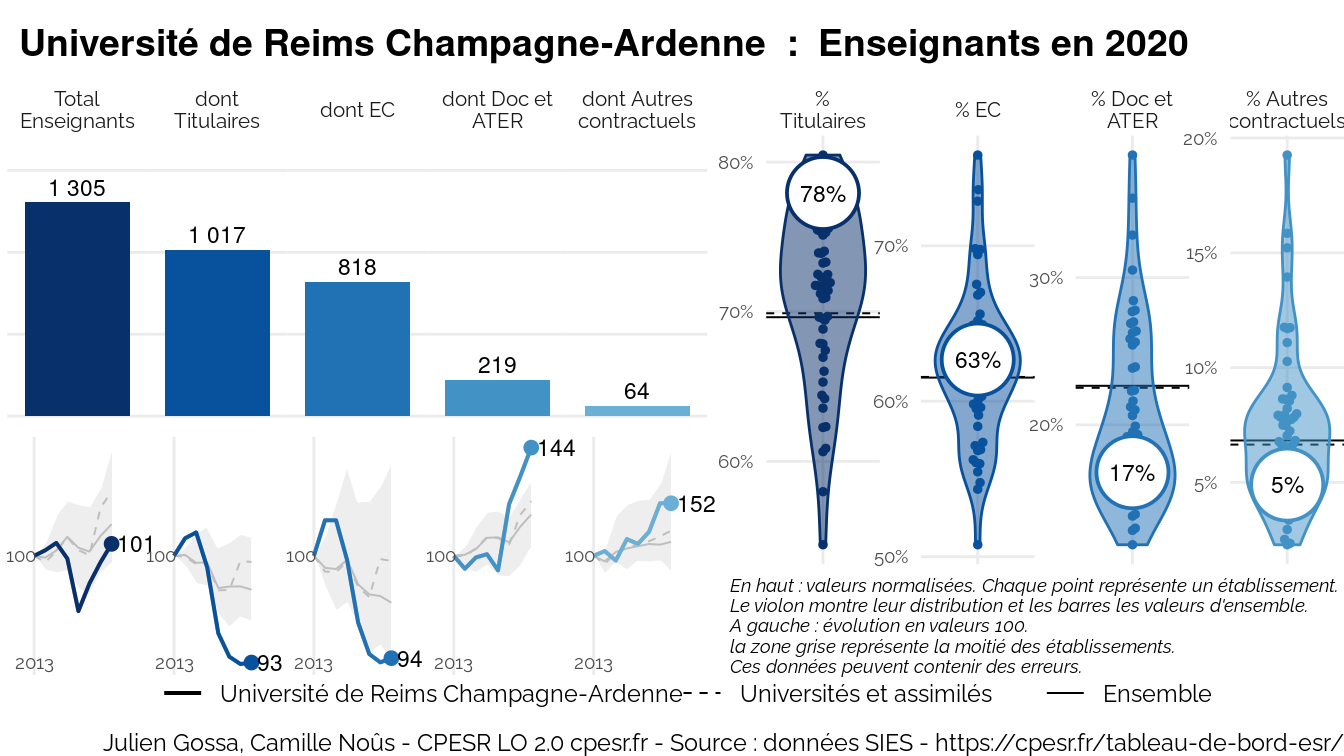 Université de Reims Champagne-Ardenne : Enseignants en 2020
Total
Enseignants
dont
Titulaires
dont EC
dont Doc et
ATER
dont Autres
contractuels
1 305
1 017
818
219
64
100
101
2013
100
93
2013
100
94
2013
100
144
2013
100
152
2013
%
Titulaires
80%
70%
60%
78%
% EC
70%
60%
50%
63%
% Doc et
ATER
30%
20%
17%
% Autres
contractuels
20%
15%
10%
5%
5%
En haut : valeurs normalisées. Chaque point représente un établissement.
Le violon montre leur distribution et les barres les valeurs d'ensemble.
A gauche : évolution en valeurs 100.
la zone grise représente la moitié des établissements.
Ces données peuvent contenir des erreurs.
Université de Reims Champagne-Ardenne Universités et assimilés Ensemble
Julien Gossa, Camille Noûs - CPESR LO 2.0 cpesr.fr - Source : données SIES - https://cpesr.fr/tableau-de-bord-esr/